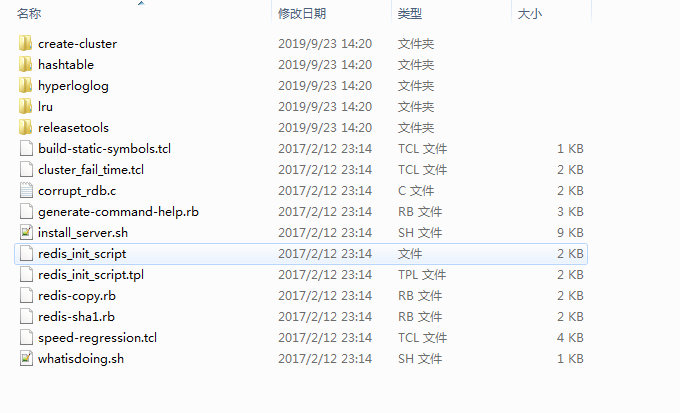 名称 修改日期 类型 大小
create-cluster 2019/9/23 14:20 文件夹
hashtable 2019/9/23 14:20 文件夹
hyperloglog 2019/9/23 14:20 文件夹
lru 2019/9/23 14:20 文件夹
releasetools 2019/9/23 14:20 文件夹
build-static-symbols.tcl 2017/2/12 23:14 TCL 文件 1 KB
cluster_fail_time.tcl 2017/2/12 23:14 TCL 文件 2 KB
corrupt_rdb.c 2017/2/12 23:14 C 文件 2 KB
generate-command-help.rb 2017/2/12 23:14 RB 文件 3 KB
install_server.sh 2017/2/12 23:14 SH 文件 9 KB
redis_init_script 2017/2/12 23:14 文件 2 KB
redis_init_script.tpl 2017/2/12 23:14 TPL 文件 2 KB
redis-copy.rb 2017/2/12 23:14 RB 文件 2 KB
redis-sha1.rb 2017/2/12 23:14 RB 文件 2 KB
speed-regression.tcl 2017/2/12 23:14 TCL 文件 4 KB
whatisdoing.sh 2017/2/12 23:14 SH 文件 1 KB